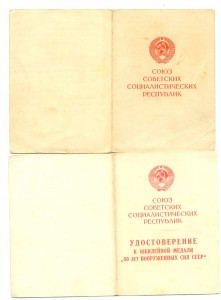 СОЮЗ
СОВЕТСКИХ
СОЦИАЛИСТИЧЕСКИХ
РЕСПУБЛИК
СОЮЗ
СОВЕТСКИХ
СОЦИАЛИСТИЧЕСКИХ
РЕСПУБЛИК
УДОСТОВЕРЕНИЕ
К ЮБИЛЕЙНОЙ МЕДАЛИ
„50 ЛЕТ ВООРУЖЕННЫХ СИЛ СССР"